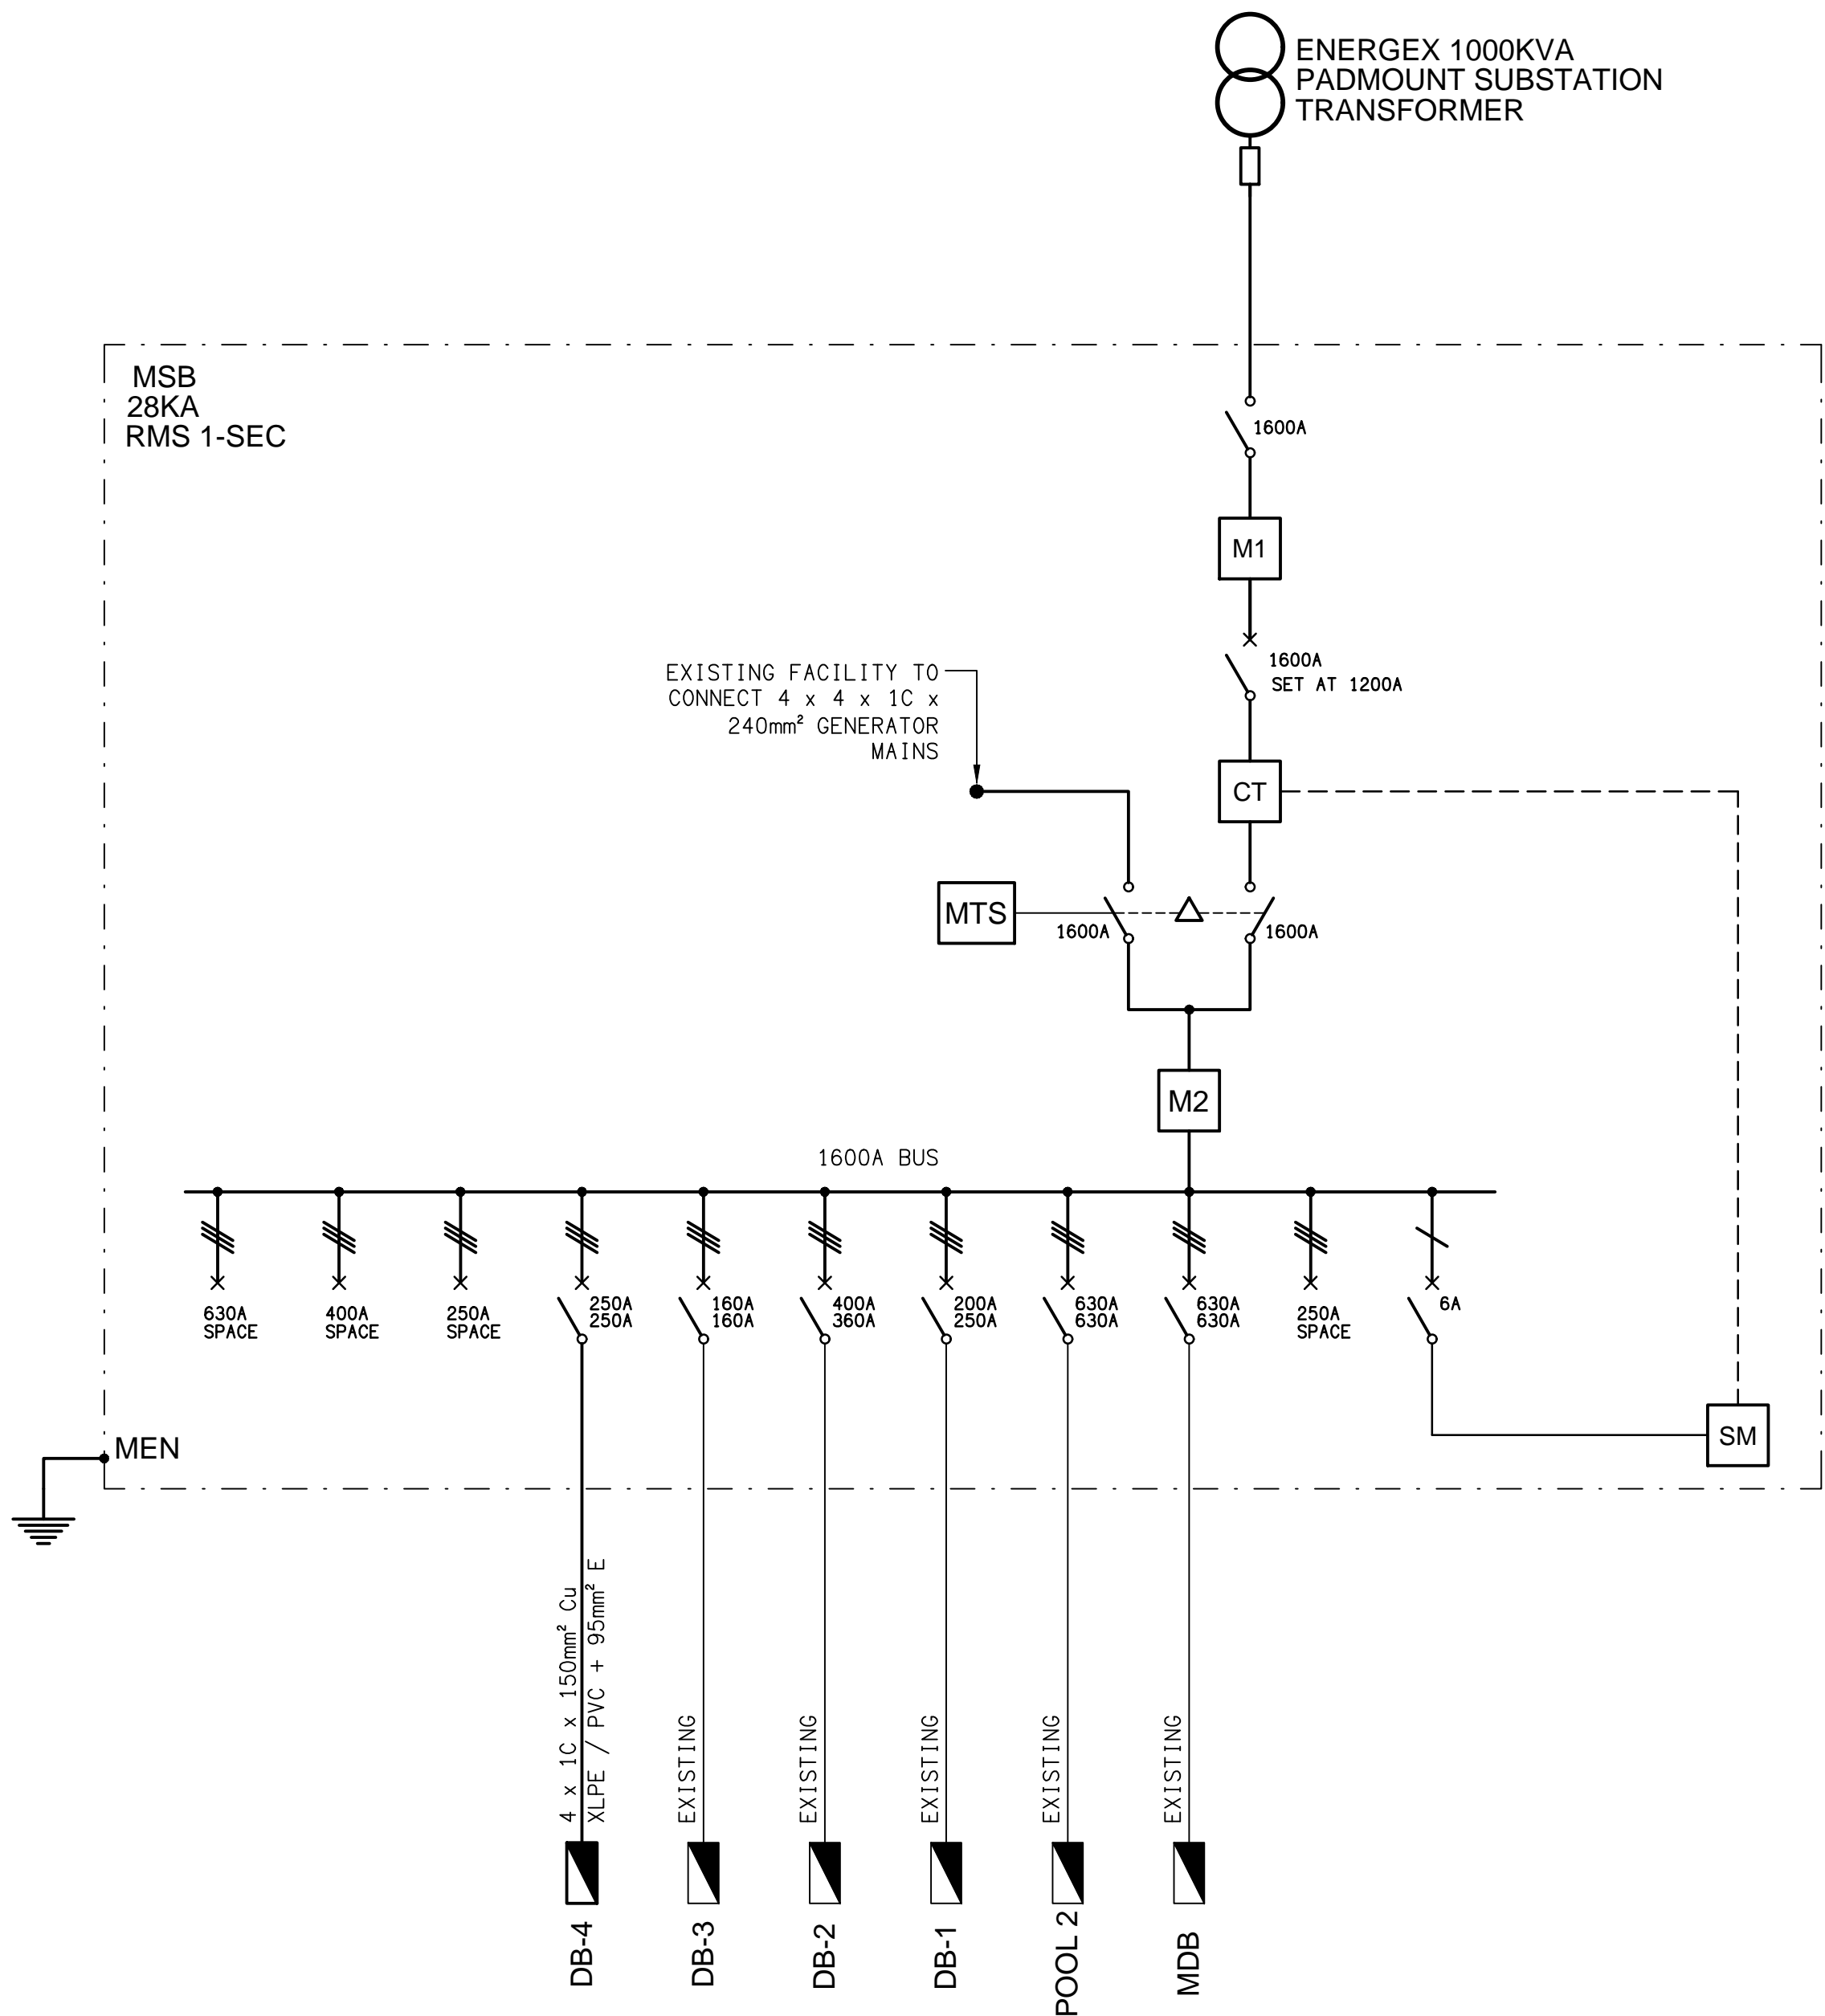 ENERGEX 1000KVA
PADMOUNT SUBSTATION
TRANSFORMER
MSB
28KA
RMS 1-SEC
1600A
M1
1600A
SET AT 1200A
EXISTING FACILITY TO
CONNECT 4 x 4 x 1C x
240mm² GENERATOR
MAINS
CT
MTS
1600A
1600A
M2
1600A BUS
630A
SPACE
400A
SPACE
250A
SPACE
250A
250A
160A
160A
400A
360A
200A
250A
630A
630A
630A
630A
250A
SPACE
6A
SM
MEN
4 x 1C x 150mm² Cu
XLPE / PVC + 95mm² E
EXISTING
EXISTING
EXISTING
EXISTING
EXISTING
DB-4
DB-3
DB-2
DB-1
POOL 2
MDB